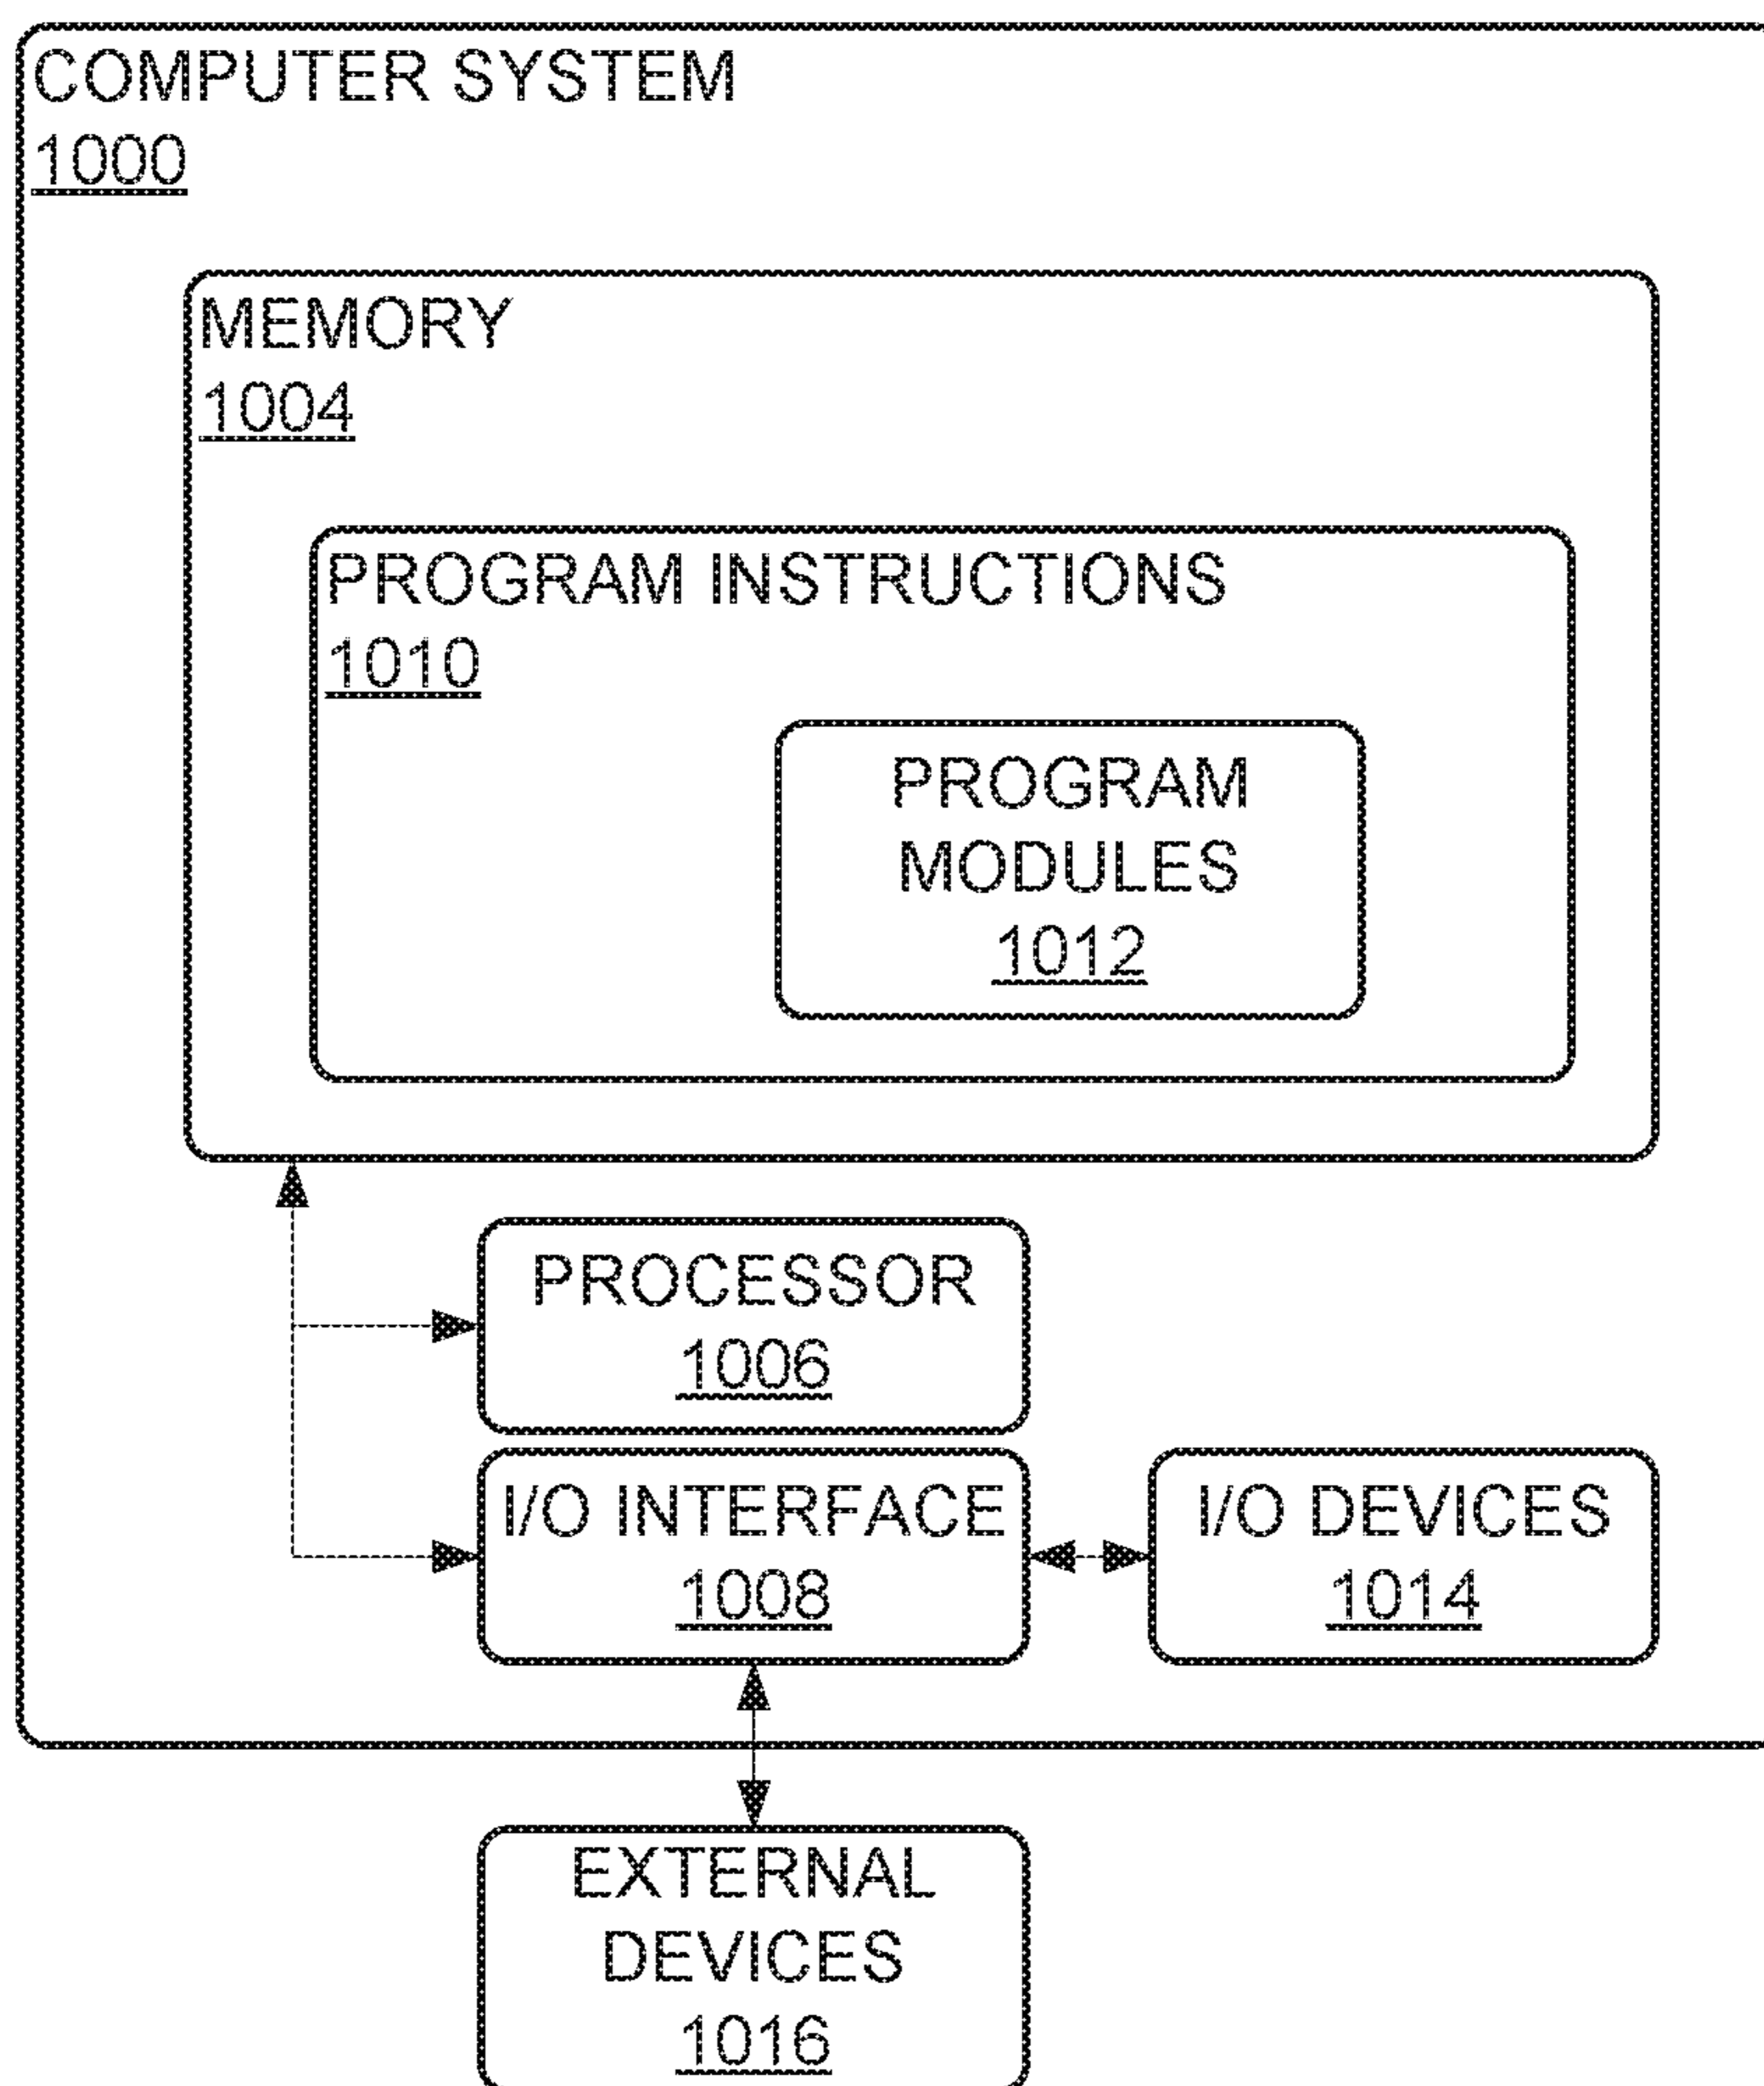 COMPUTER SYSTEM
1000
MEMORY
1004
PROGRAM INSTRUCTIONS
1010
PROGRAM
MODULES
1012
PROCESSOR
1006
I/O INTERFACE
1008
I/O DEVICES
1014
EXTERNAL
DEVICES
1016